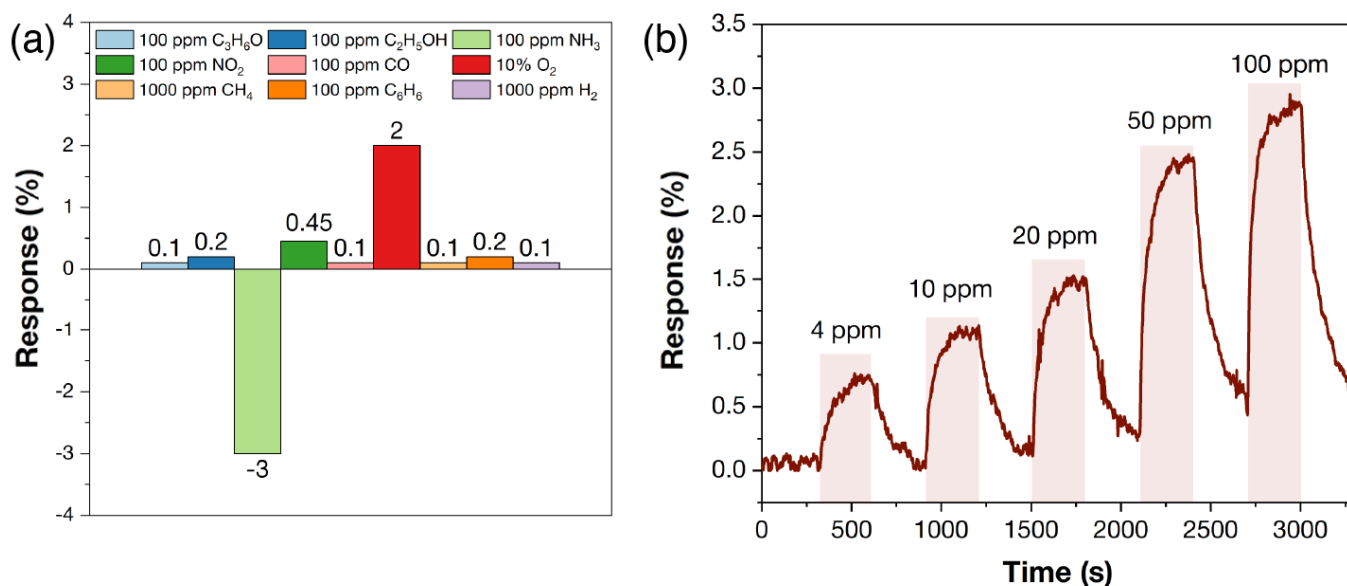 (a)
4
3
2
1
0
-1
-2
-3
-4
Response (%)
100 ppm C₃H₆O 100 ppm C₂H₅OH 100 ppm NH₃
100 ppm NO₂ 100 ppm CO 10% O₂
1000 ppm CH₄ 100 ppm C₆H₆ 1000 ppm H₂
0.1
0.2
-3
0.45
0.1
2
0.1
0.2
0.1
(b)
3.5
3.0
2.5
2.0
1.5
1.0
0.5
0.0
Response (%)
4 ppm
10 ppm
20 ppm
50 ppm
100 ppm
0 500 1000 1500 2000 2500 3000
Time (s)